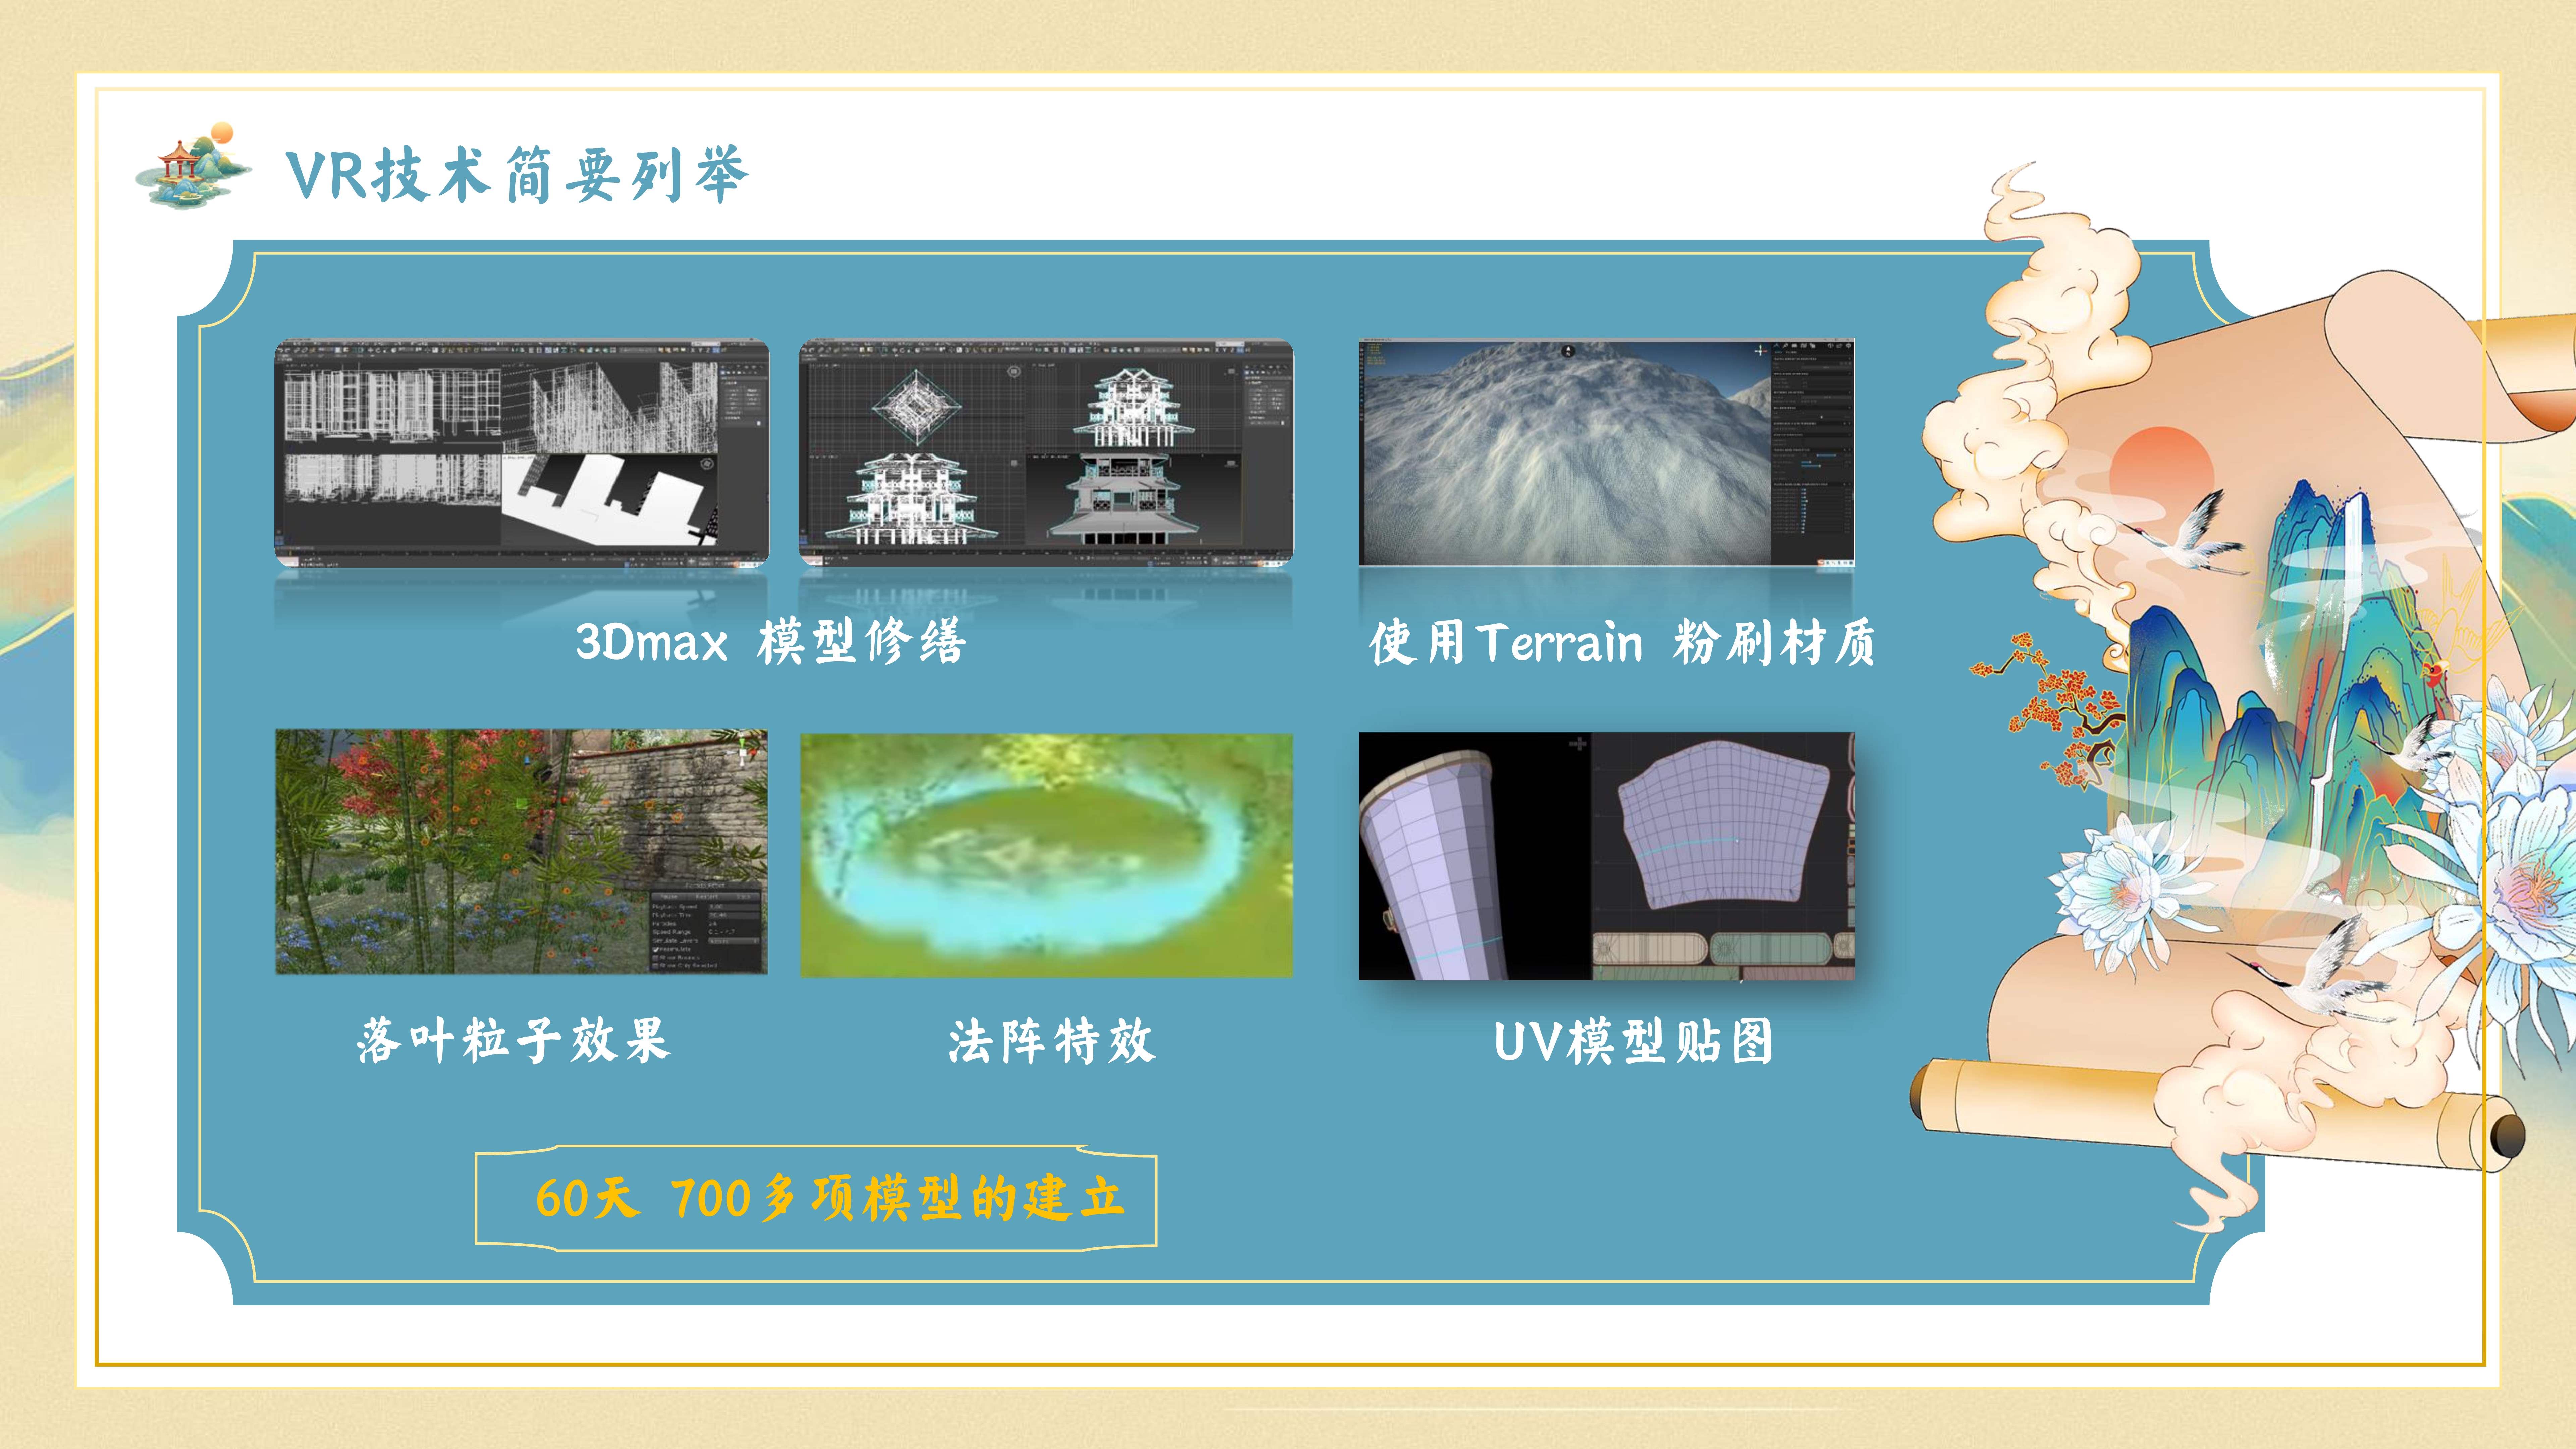 VR技术简要列举
3Dmax 模型修缮
使用Terrain 粉刷材质
落叶粒子效果
法阵特效
UV模型贴图
60天 700多项模型的建立